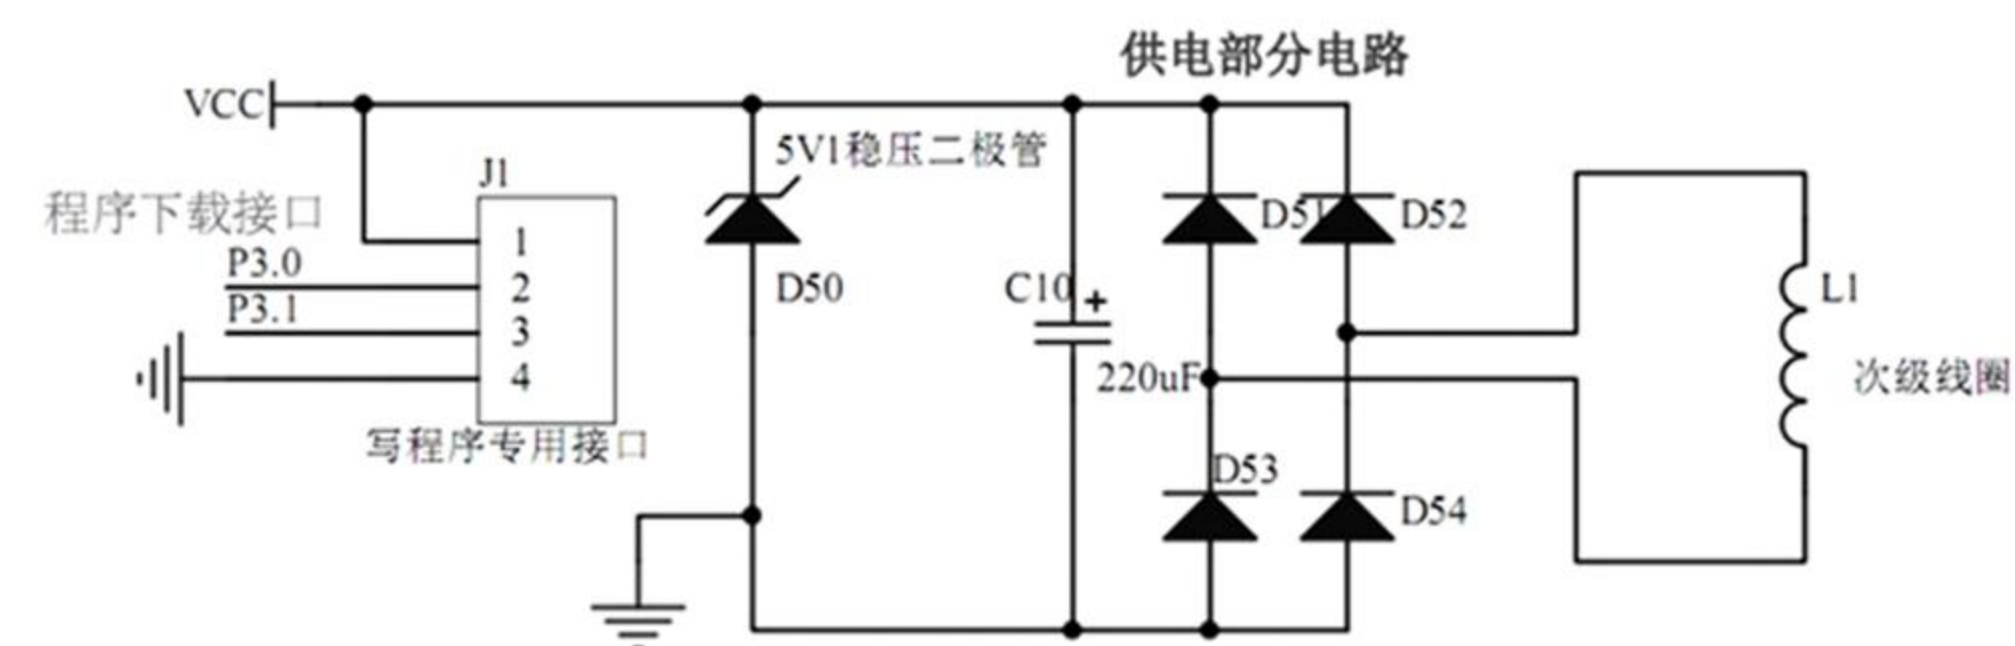 供电部分电路
VCC
5V1稳压二极管
J1
程序下载接口
1
P3.0
2
P3.1
3
4
写程序专用接口
D50
C10
+
220uF
D51
D52
D53
D54
L1
次级线圈